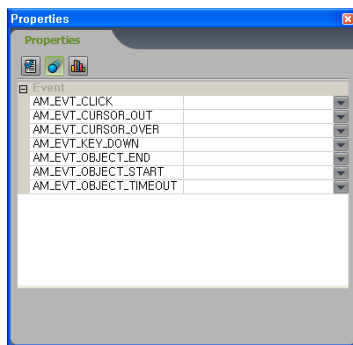 Properties
Properties
Event
AM_EVT_CLICK
AM_EVT_CURSOR_OUT
AM_EVT_CURSOR_OVER
AM_EVT_KEY_DOWN
AM_EVT_OBJECT_END
AM_EVT_OBJECT_START
AM_EVT_OBJECT_TIMEOUT